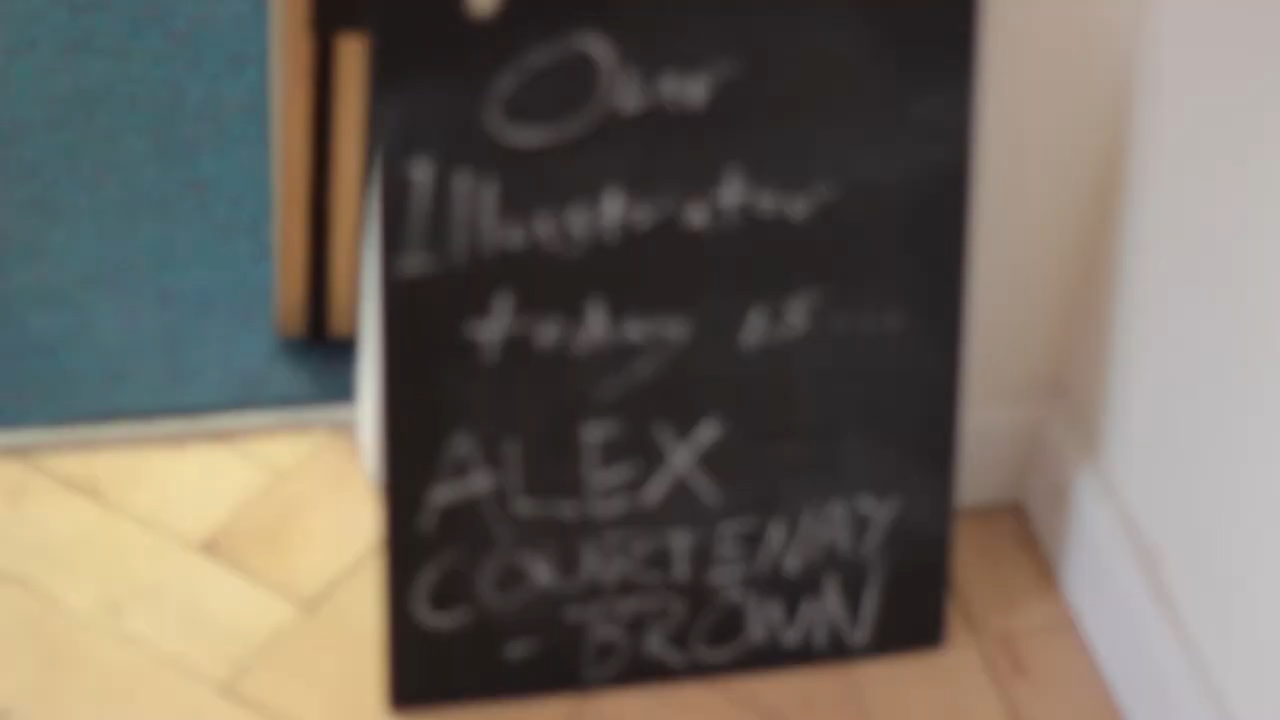 Our
Illustrator
today is ....
ALEX
COURTENAY
- BROWN